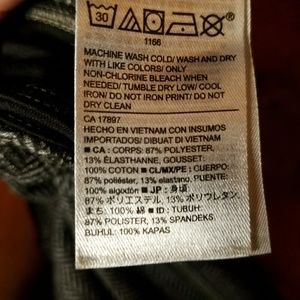 30
1166
MACHINE WASH COLD/ WASH AND DRY
WITH LIKE COLORS/ ONLY
NON-CHLORINE BLEACH WHEN
NEEDED/ TUMBLE DRY LOW/ COOL
IRON/ DO NOT IRON PRINT/ DO NOT
DRY CLEAN
CA 17897
HECHO EN VIETNAM CON INSUMOS
IMPORTADOS/ DIBUAT DI VIETNAM
■ CA : CORPS: 87% POLYESTER,
13% ÉLASTHANNE, GOUSSET:
100% COTON ■ CL/MX/PE : CUERPO:
87% poliéster, 13% elastano, PUENTE:
100% algodón ■ JP : 身頃:
87% ポリエステル, 13% ポリウレタン,
まち: 100% 綿 ■ ID : TUBUH:
87% POLISTER, 13% SPANDEKS,
BUHUL: 100% KAPAS